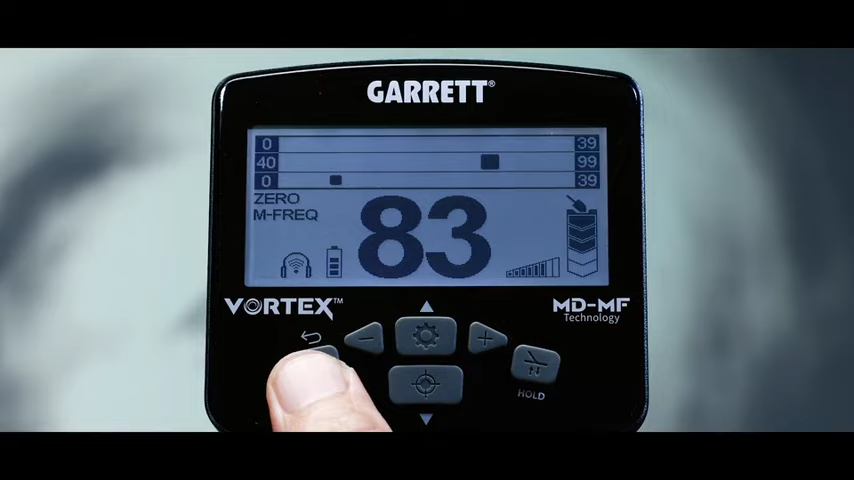 GARRETT®
0 39
40 99
0 39
ZERO
M-FREQ
83
VORTEX™
MD-MF
Technology
HOLD